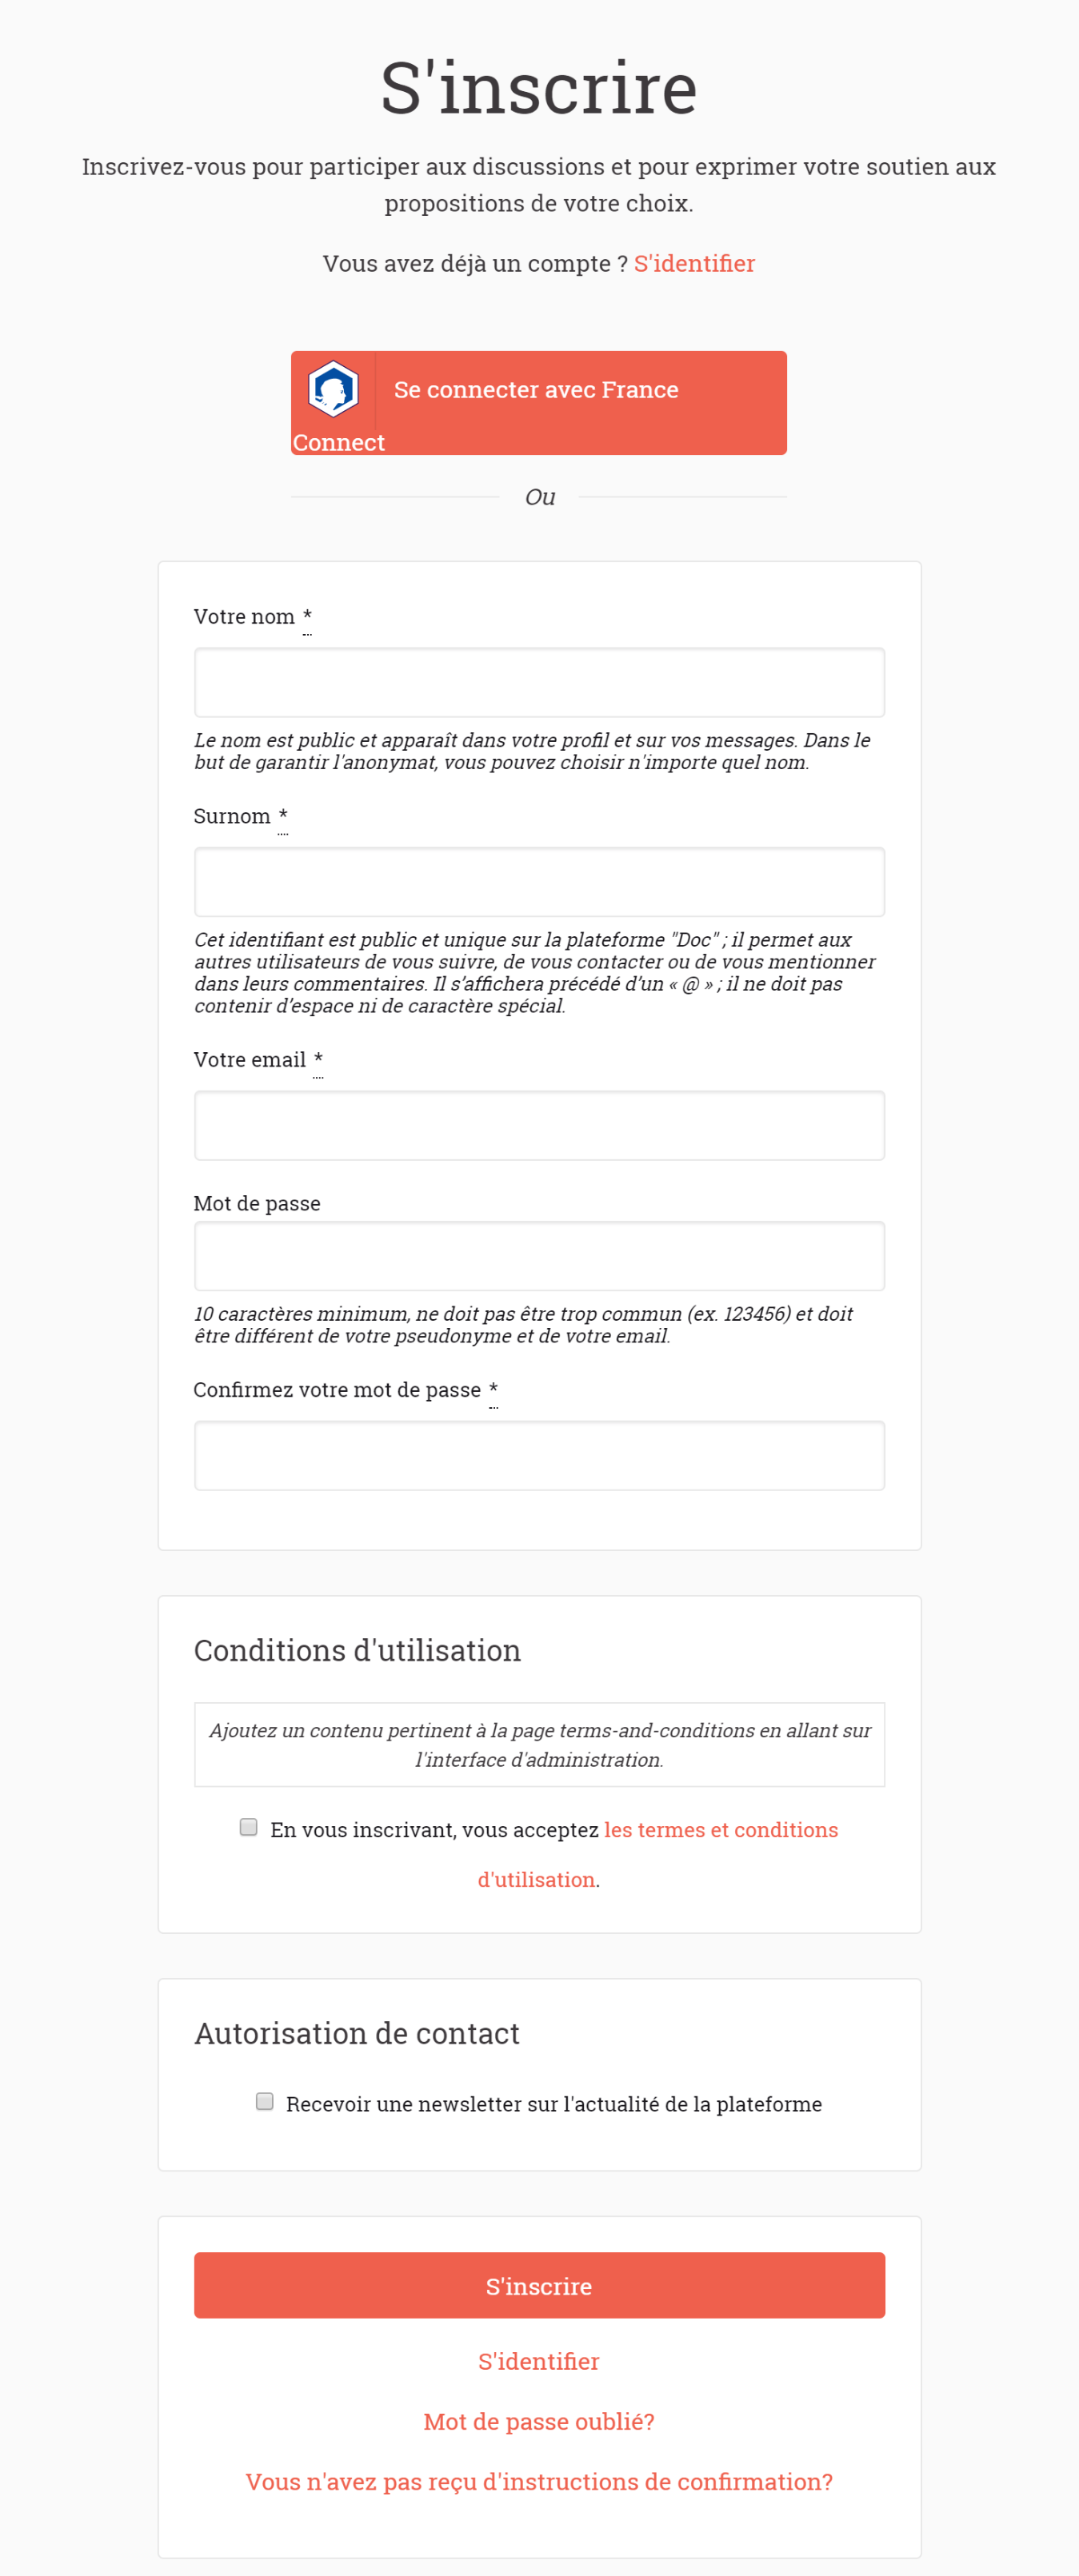 S'inscrire
Inscrivez-vous pour participer aux discussions et pour exprimer votre soutien aux
propositions de votre choix.
Vous avez déjà un compte ? S'identifier
Se connecter avec France
Connect
Ou
Votre nom *
Le nom est public et apparaît dans votre profil et sur vos messages. Dans le
but de garantir l'anonymat, vous pouvez choisir n'importe quel nom.
Surnom *
Cet identifiant est public et unique sur la plateforme "Doc" ; il permet aux
autres utilisateurs de vous suivre, de vous contacter ou de vous mentionner
dans leurs commentaires. Il s’affichera précédé d’un « @ » ; il ne doit pas
contenir d’espace ni de caractère spécial.
Votre email *
Mot de passe
10 caractères minimum, ne doit pas être trop commun (ex. 123456) et doit
être différent de votre pseudonyme et de votre email.
Confirmez votre mot de passe *
Conditions d'utilisation
Ajoutez un contenu pertinent à la page terms-and-conditions en allant sur
l'interface d'administration.
En vous inscrivant, vous acceptez les termes et conditions
d'utilisation.
Autorisation de contact
Recevoir une newsletter sur l'actualité de la plateforme
S'inscrire
S'identifier
Mot de passe oublié?
Vous n'avez pas reçu d'instructions de confirmation?